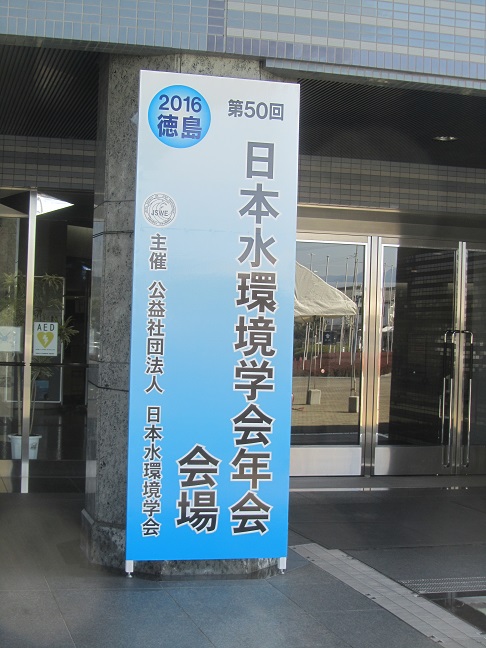 2016
徳島
第50回
日本水環境学会年会
会場
JSWE
主催 公益社団法人 日本水環境学会
AED